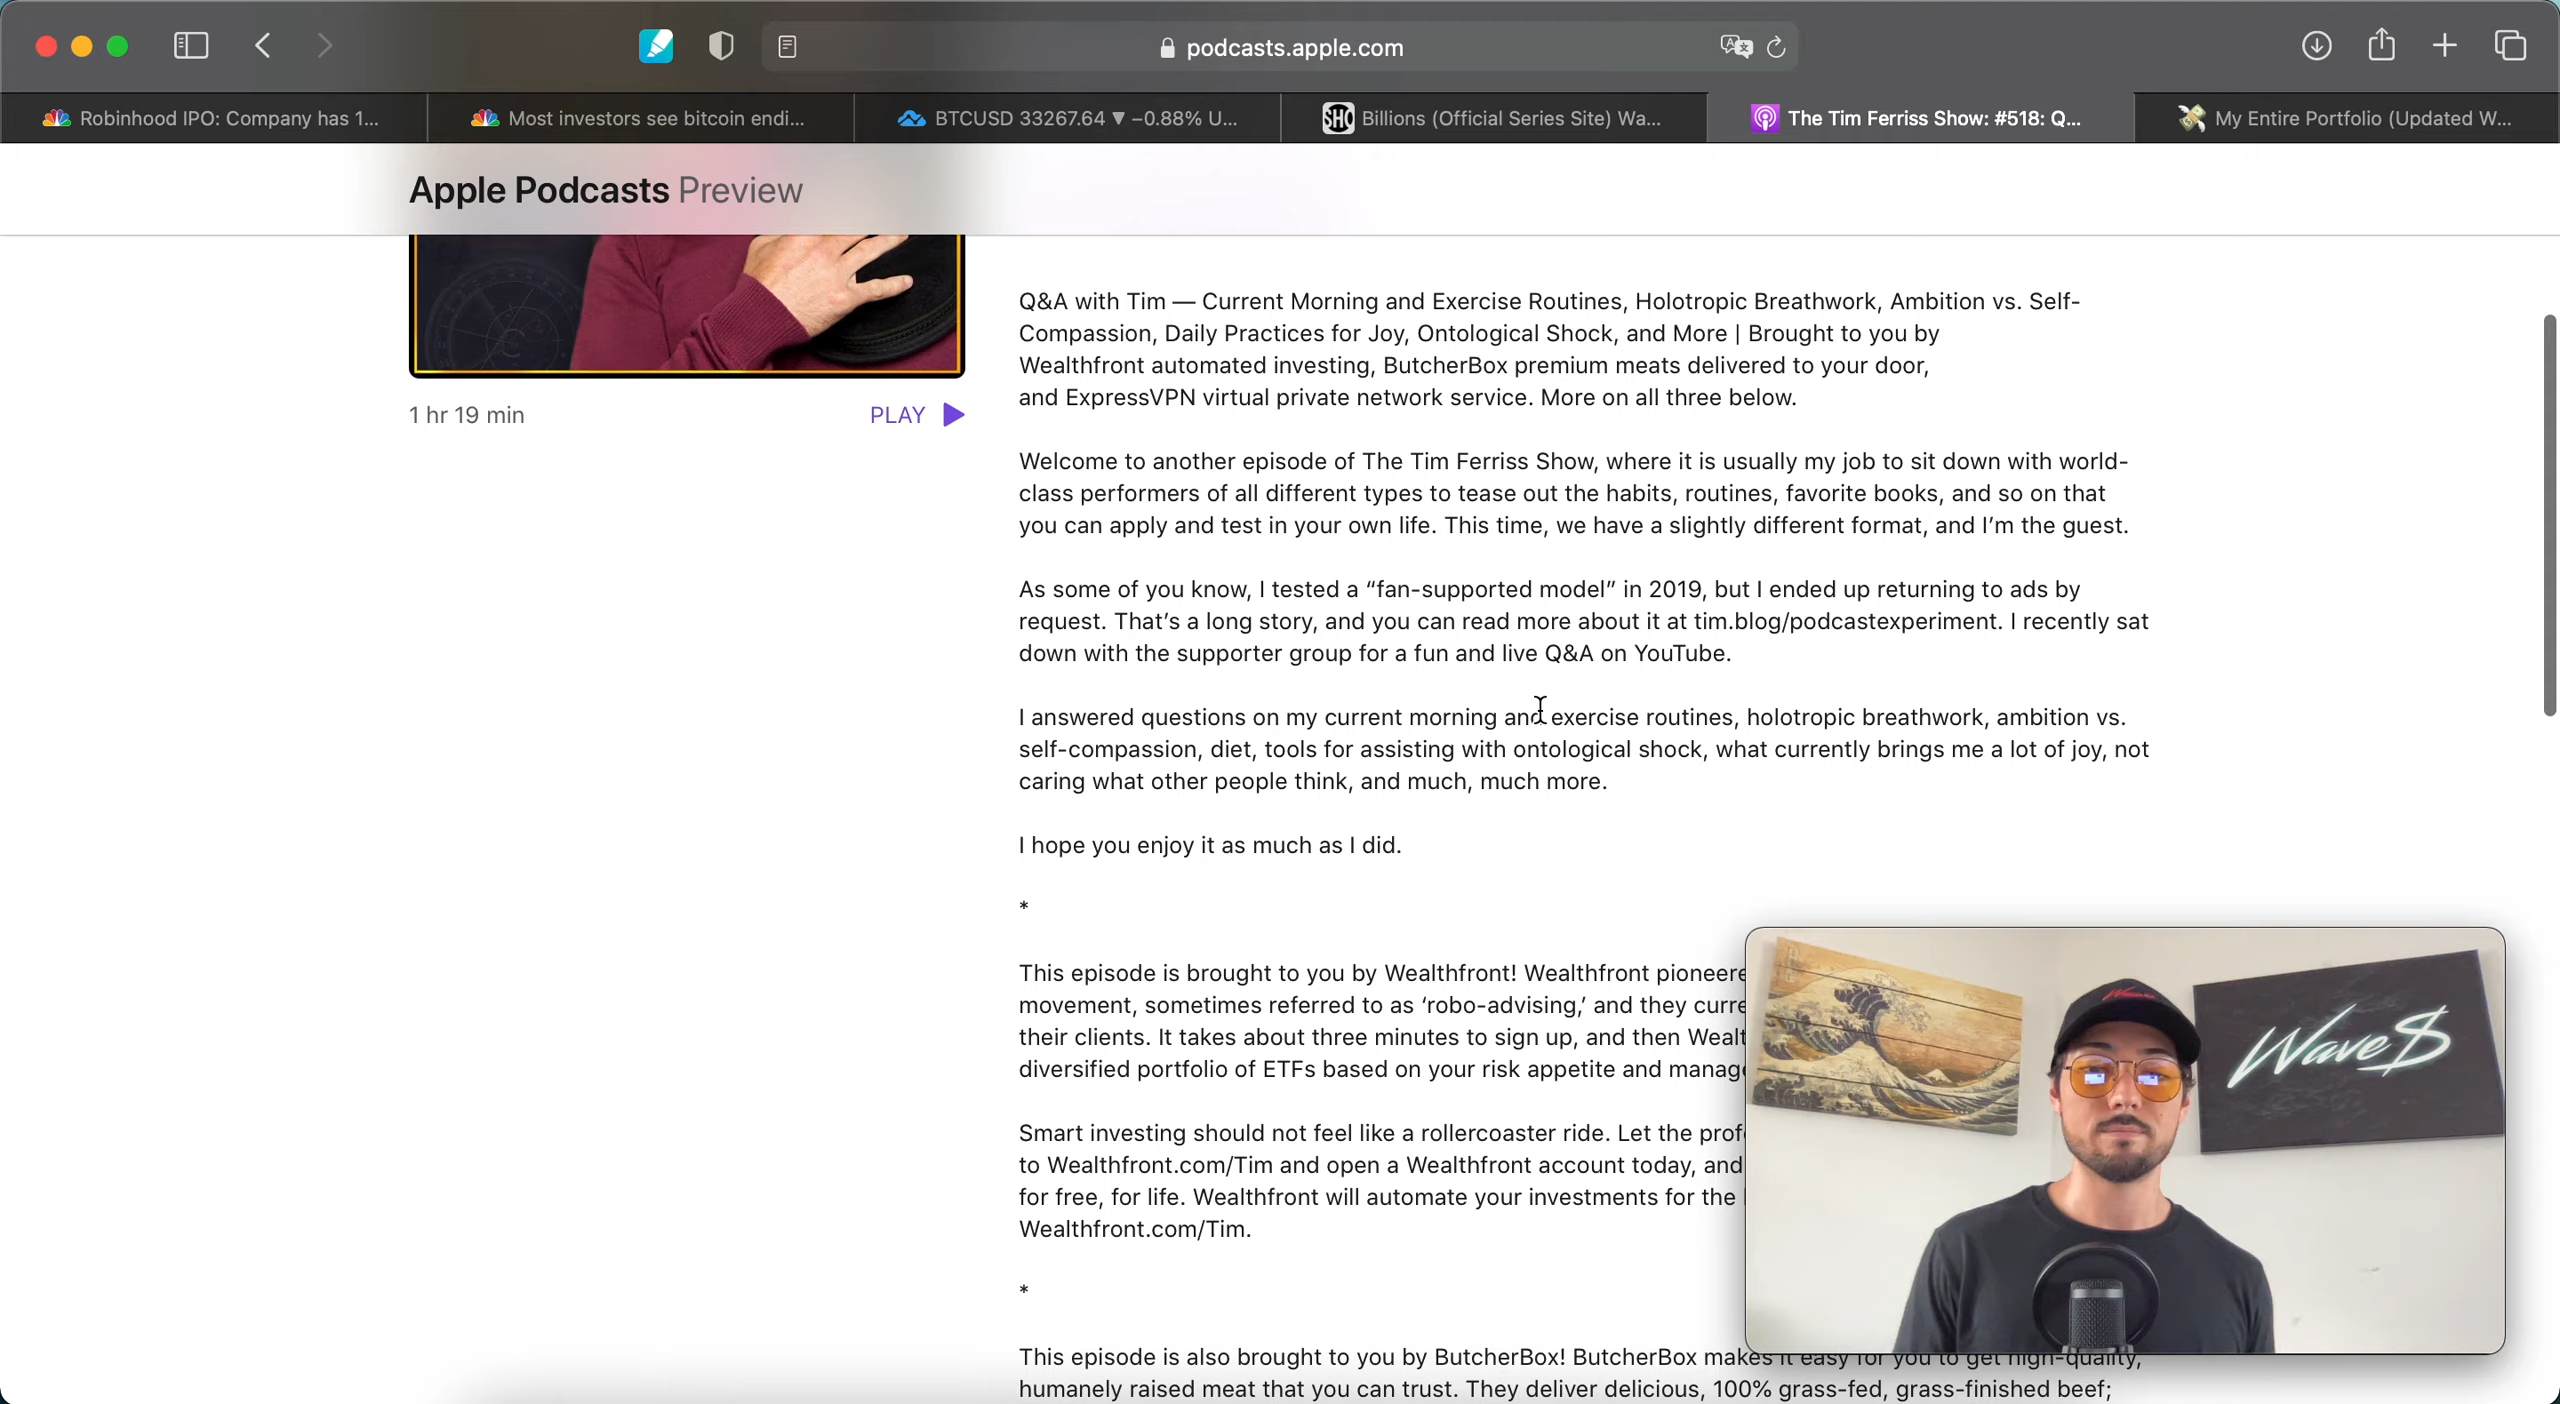 podcasts.apple.com
Robinhood IPO: Company has 1...
Most investors see bitcoin endi...
BTCUSD 33267.64 ▼ −0.88% U...
SHO Billions (Official Series Site) Wa...
The Tim Ferriss Show: #518: Q...
My Entire Portfolio (Updated W...
Apple Podcasts Preview
1 hr 19 min
PLAY
Q&A with Tim — Current Morning and Exercise Routines, Holotropic Breathwork, Ambition vs. Self-
Compassion, Daily Practices for Joy, Ontological Shock, and More | Brought to you by
Wealthfront automated investing, ButcherBox premium meats delivered to your door,
and ExpressVPN virtual private network service. More on all three below.
Welcome to another episode of The Tim Ferriss Show, where it is usually my job to sit down with world-
class performers of all different types to tease out the habits, routines, favorite books, and so on that
you can apply and test in your own life. This time, we have a slightly different format, and I’m the guest.
As some of you know, I tested a “fan-supported model” in 2019, but I ended up returning to ads by
request. That’s a long story, and you can read more about it at tim.blog/podcastexperiment. I recently sat
down with the supporter group for a fun and live Q&A on YouTube.
I answered questions on my current morning and exercise routines, holotropic breathwork, ambition vs.
self-compassion, diet, tools for assisting with ontological shock, what currently brings me a lot of joy, not
caring what other people think, and much, much more.
I hope you enjoy it as much as I did.
*
This episode is brought to you by Wealthfront! Wealthfront pioneere
movement, sometimes referred to as ‘robo-advising,’ and they curre
their clients. It takes about three minutes to sign up, and then Wealt
diversified portfolio of ETFs based on your risk appetite and manage
Smart investing should not feel like a rollercoaster ride. Let the prof
to Wealthfront.com/Tim and open a Wealthfront account today, and
for free, for life. Wealthfront will automate your investments for the
Wealthfront.com/Tim.
*
This episode is also brought to you by ButcherBox! ButcherBox makes it easy for you to get high-quality,
humanely raised meat that you can trust. They deliver delicious, 100% grass-fed, grass-finished beef;
Wave$